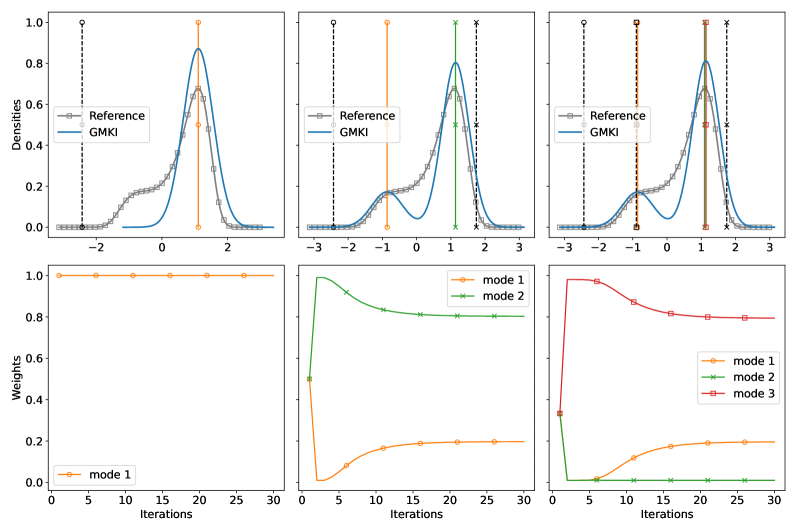 1.0
0.8
0.6
0.4
0.2
0.0
Densities
Reference
GMKI
−2 0 2
Reference
GMKI
−3 −2 −1 0 1 2 3
Reference
GMKI
−3 −2 −1 0 1 2 3
1.0
0.8
0.6
0.4
0.2
0.0
Weights
mode 1
0 5 10 15 20 25 30
Iterations
mode 1
mode 2
0 5 10 15 20 25 30
Iterations
mode 1
mode 2
mode 3
0 5 10 15 20 25 30
Iterations